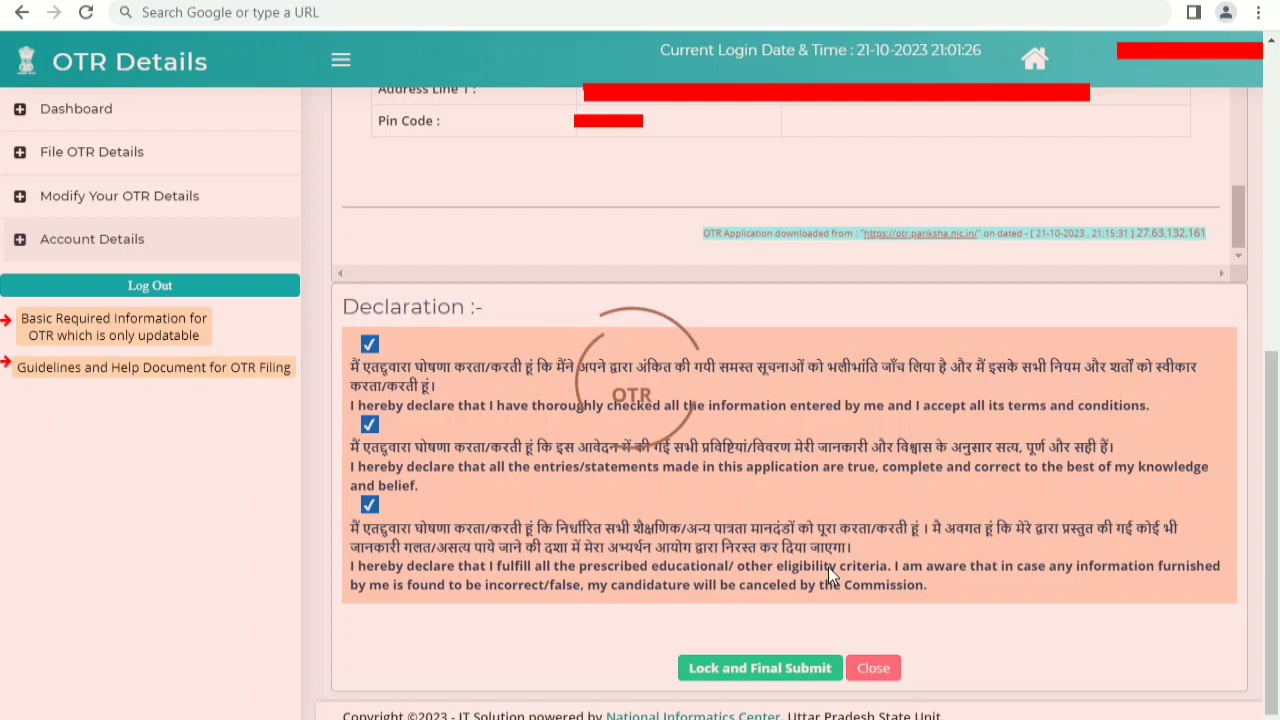 Search Google or type a URL
OTR Details
Current Login Date & Time : 21-10-2023 21:01:26
Dashboard
File OTR Details
Modify Your OTR Details
Account Details
Log Out
Basic Required Information for
OTR which is only updatable
Guidelines and Help Document for OTR Filing
Address Line 1 :
Pin Code :
OTR Application downloaded from : "https://otr.pariksha.nic.in/" on dated - [ 21-10-2023 , 21:15:31 ] 27.63.132.161
Declaration :-
मैं एतद्द्वारा घोषणा करता/करती हूं कि मैंने अपने द्वारा अंकित की गयी समस्त सूचनाओं को भलीभांति जाँच लिया है और मैं इसके सभी नियम और शर्तों को स्वीकार
करता/करती हूं।
OTR
I hereby declare that I have thoroughly checked all the information entered by me and I accept all its terms and conditions.
मैं एतद्द्वारा घोषणा करता/करती हूं कि इस आवेदन में की गई सभी प्रविष्टियां/विवरण मेरी जानकारी और विश्वास के अनुसार सत्य, पूर्ण और सही हैं।
I hereby declare that all the entries/statements made in this application are true, complete and correct to the best of my knowledge
and belief.
मैं एतद्द्वारा घोषणा करता/करती हूं कि निर्धारित सभी शैक्षणिक/अन्य पात्रता मानदंडों को पूरा करता/करती हूं । मै अवगत हूं कि मेरे द्वारा प्रस्तुत की गई कोई भी
जानकारी गलत/असत्य पाये जाने की दशा में मेरा अभ्यर्थन आयोग द्वारा निरस्त कर दिया जाएगा।
I hereby declare that I fulfill all the prescribed educational/ other eligibility criteria. I am aware that in case any information furnished
by me is found to be incorrect/false, my candidature will be canceled by the Commission.
Lock and Final Submit
Close
Copyright ©2023 - IT Solution powered by National Informatics Center, Uttar Pradesh State Unit.